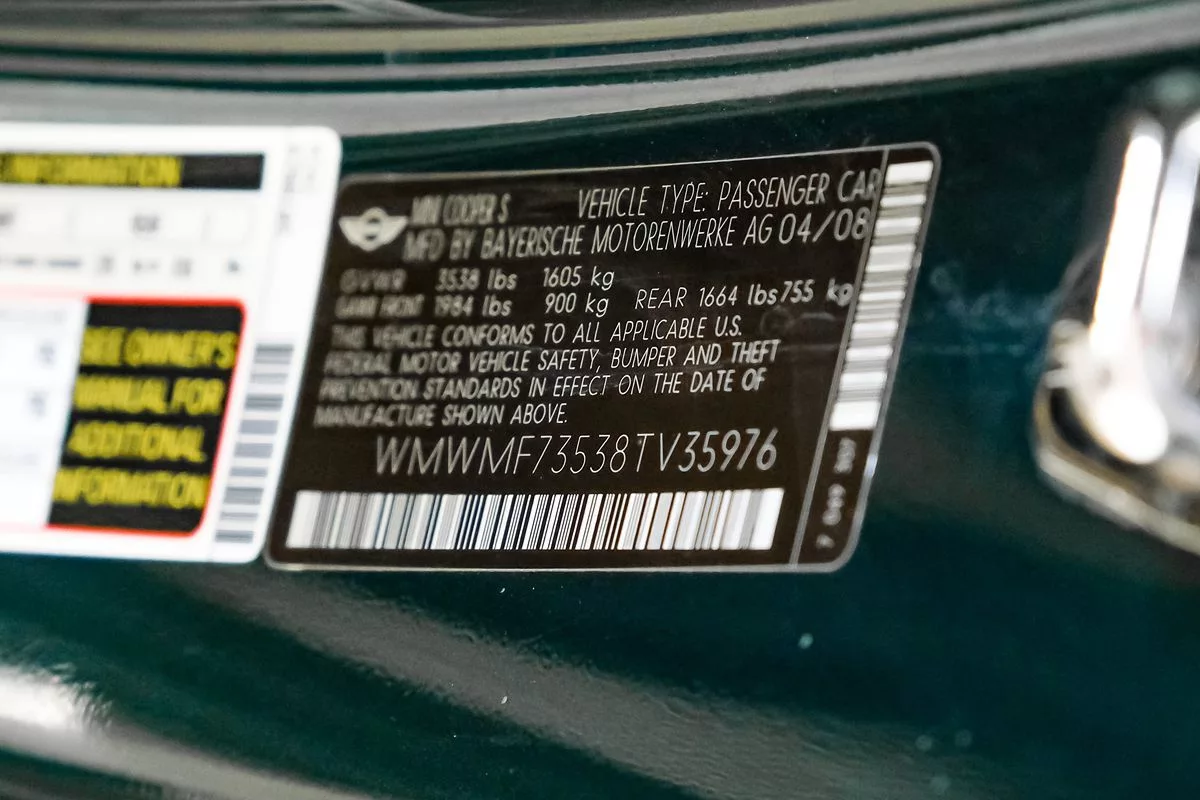 INFORMATION
SEE OWNER'S
MANUAL FOR
ADDITIONAL
INFORMATION
MINI COOPER S VEHICLE TYPE: PASSENGER CAR
MFD BY BAYERISCHE MOTORENWERKE AG 04/08
GVWR 3538 lbs 1605 kg
GAWR FRONT 1984 lbs 900 kg REAR 1664 lbs 755 kg
THIS VEHICLE CONFORMS TO ALL APPLICABLE U.S.
FEDERAL MOTOR VEHICLE SAFETY, BUMPER AND THEFT
PREVENTION STANDARDS IN EFFECT ON THE DATE OF
MANUFACTURE SHOWN ABOVE.
WMWMF73538TV35976